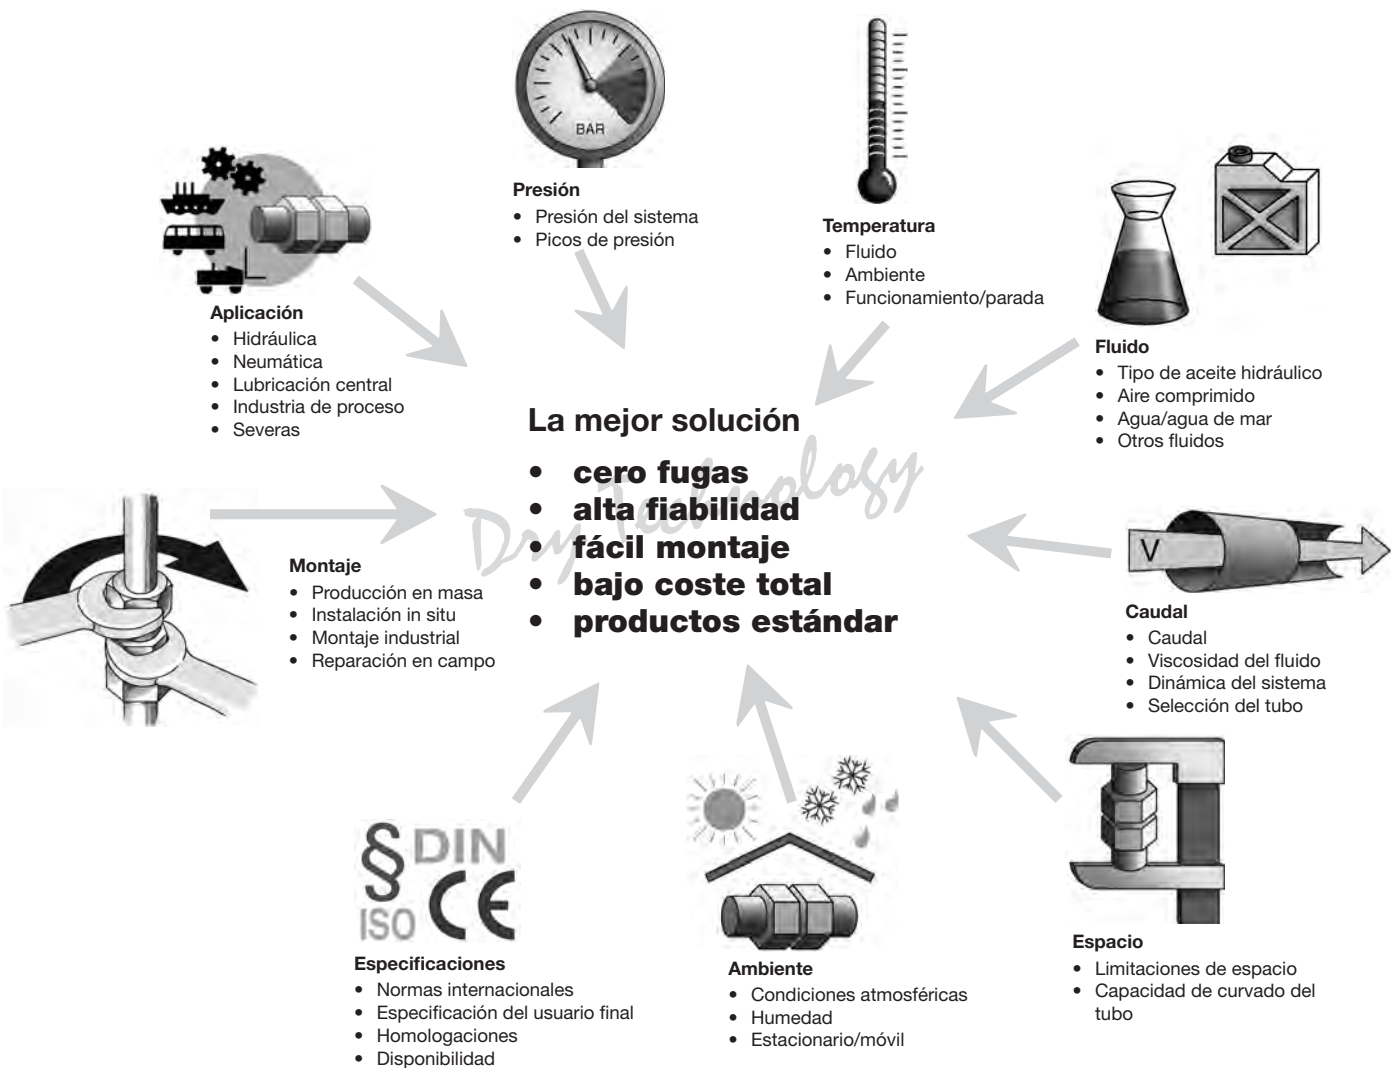 BAR
Presión
• Presión del sistema
• Picos de presión
Temperatura
• Fluido
• Ambiente
• Funcionamiento/parada
Aplicación
• Hidráulica
• Neumática
• Lubricación central
• Industria de proceso
• Severas
Fluido
• Tipo de aceite hidráulico
• Aire comprimido
• Agua/agua de mar
• Otros fluidos
La mejor solución
• cero fugas
• alta fiabilidad
• fácil montaje
• bajo coste total
• productos estándar
Dry Technology
Montaje
• Producción en masa
• Instalación in situ
• Montaje industrial
• Reparación en campo
V
Caudal
• Caudal
• Viscosidad del fluido
• Dinámica del sistema
• Selección del tubo
§ DIN
ISO CE
Especificaciones
• Normas internacionales
• Especificación del usuario final
• Homologaciones
• Disponibilidad
Ambiente
• Condiciones atmosféricas
• Humedad
• Estacionario/móvil
Espacio
• Limitaciones de espacio
• Capacidad de curvado del
tubo